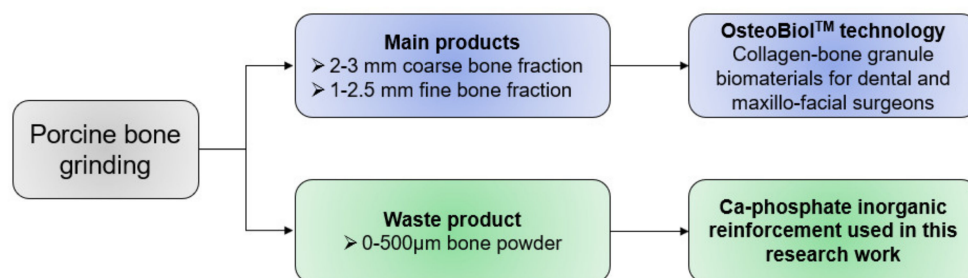 Porcine bone
grinding
Main products
➢ 2-3 mm coarse bone fraction
➢ 1-2.5 mm fine bone fraction
OsteoBiol™ technology
Collagen-bone granule
biomaterials for dental and
maxillo-facial surgeons
Waste product
➢ 0-500µm bone powder
Ca-phosphate inorganic
reinforcement used in this
research work